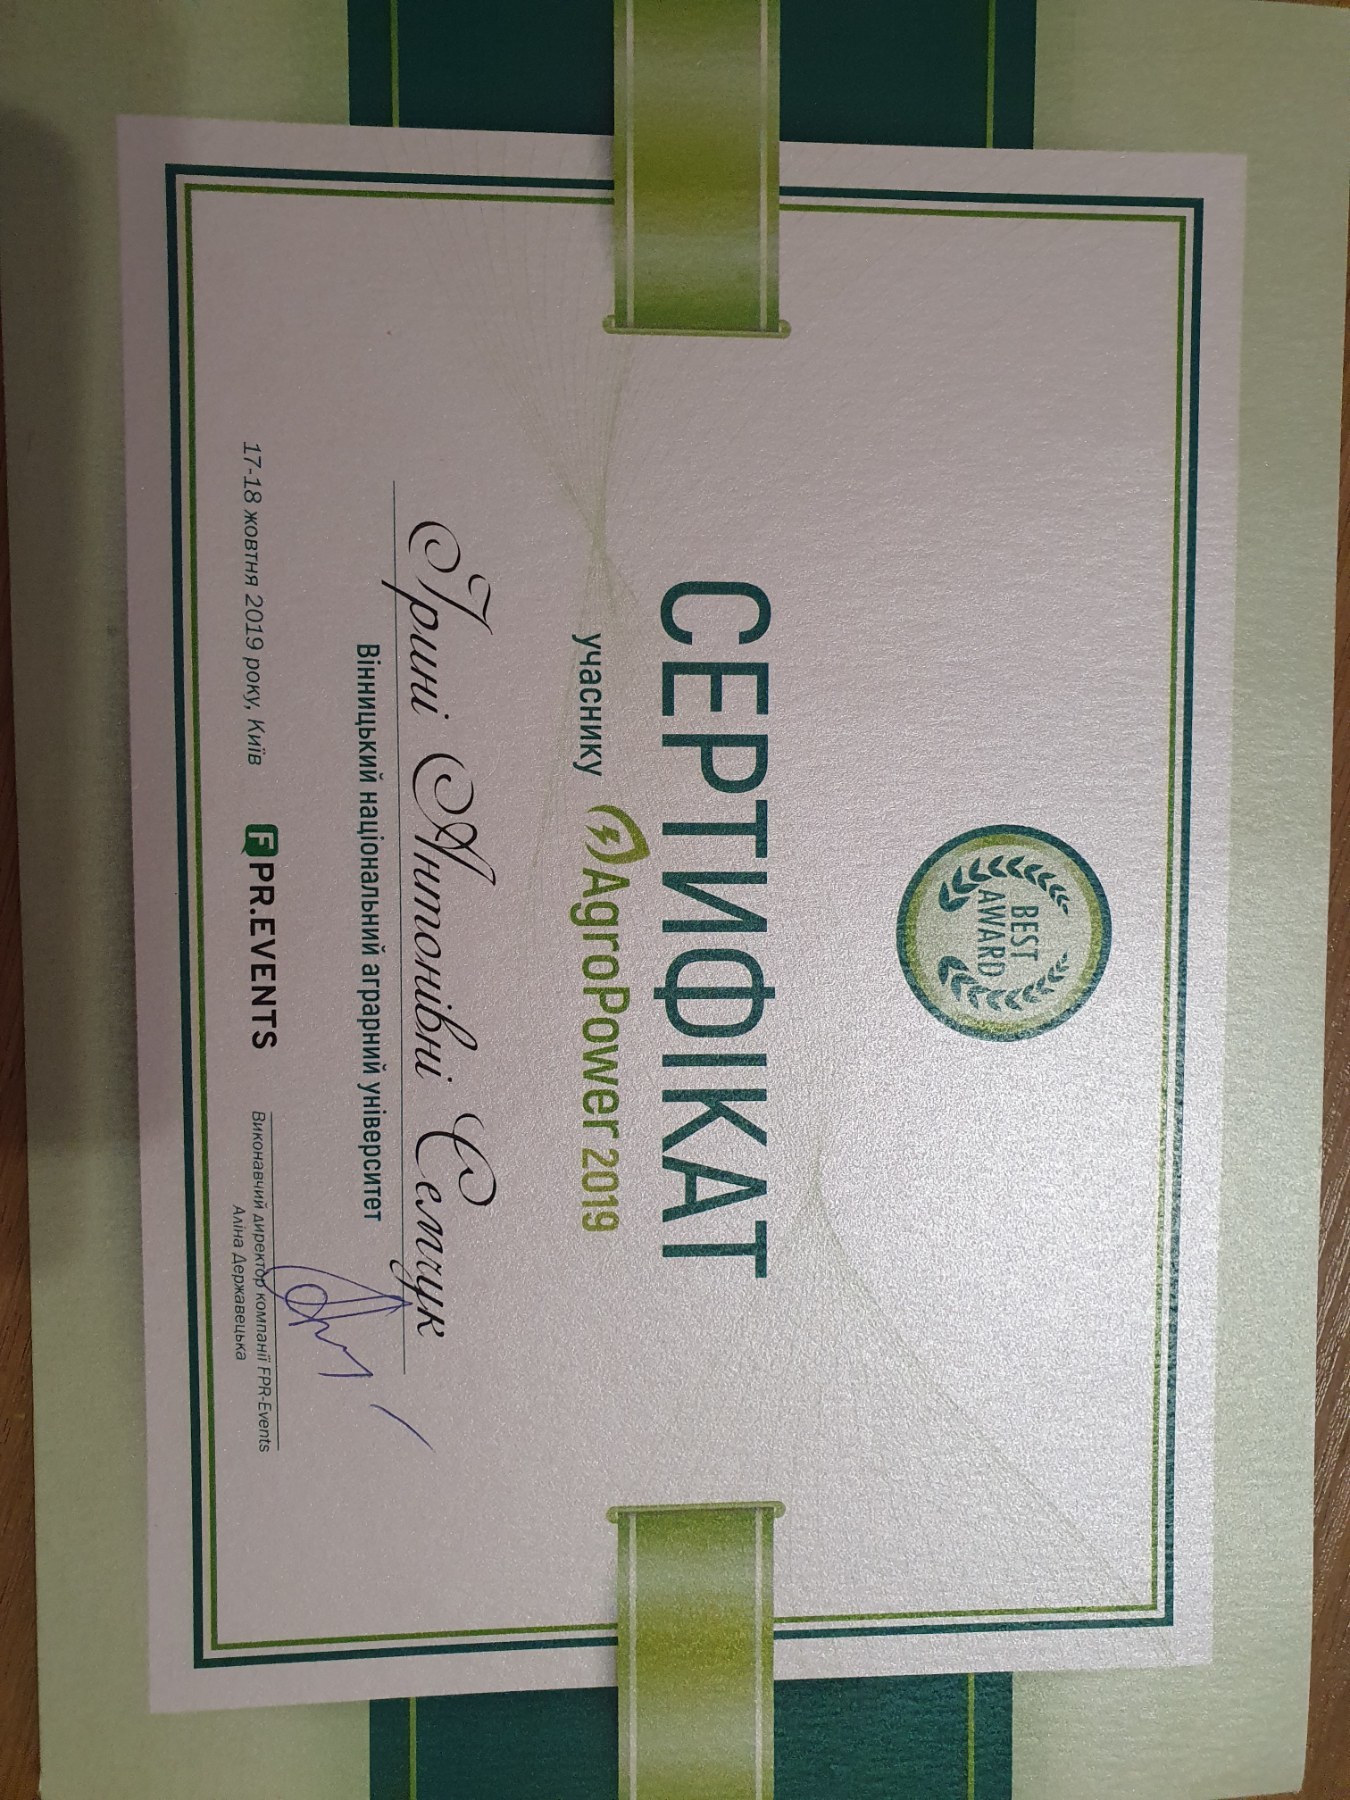 BEST
AWARD
СЕРТИФІКАТ
учаснику AgroPower 2019
Ірині Антонівні Семчук
Вінницький національний аграрний університет
17-18 жовтня 2019 року, Київ
F PR.EVENTS
Виконавчий директор компанії FPR-Events
Аліна Державецька